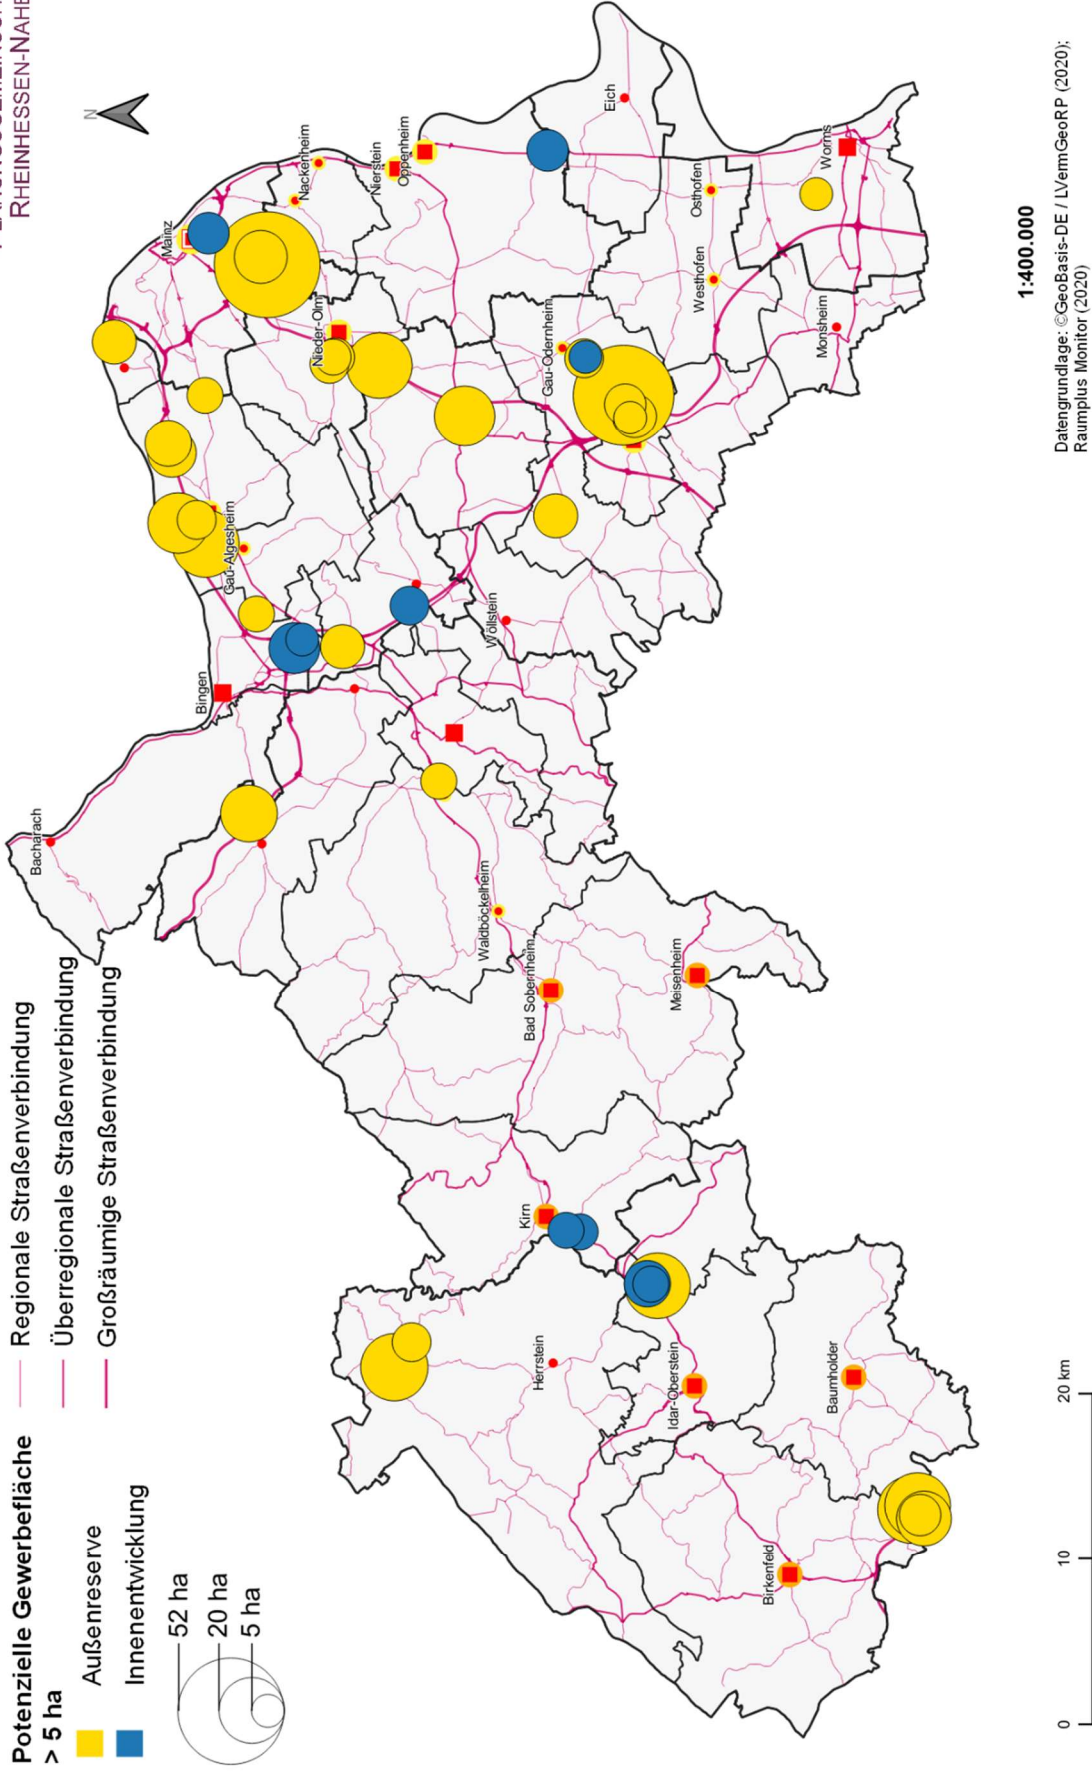 RHEINHESSEN-NAHE
Potenzielle Gewerbefläche
> 5 ha
Außenreserve
Innenentwicklung
52 ha
20 ha
5 ha
Regionale Straßenverbindung
Überregionale Straßenverbindung
Großräumige Straßenverbindung
N
Bacharach
Bingen
Gau-Algesheim
Mainz
Nackenheim
Nierstein
Oppenheim
Nieder-Olm
Eich
Gau-Odernheim
Osthofen
Westhofen
Worms
Monsheim
Wöllstein
Waldböckelheim
Bad Sobernheim
Meisenheim
Kirn
Herrstein
Idar-Oberstein
Baumholder
Birkenfeld
0
10
20 km
1:400.000
Datengrundlage: ©GeoBasis-DE / LVermGeoRP (2020);
Raumplus Monitor (2020)